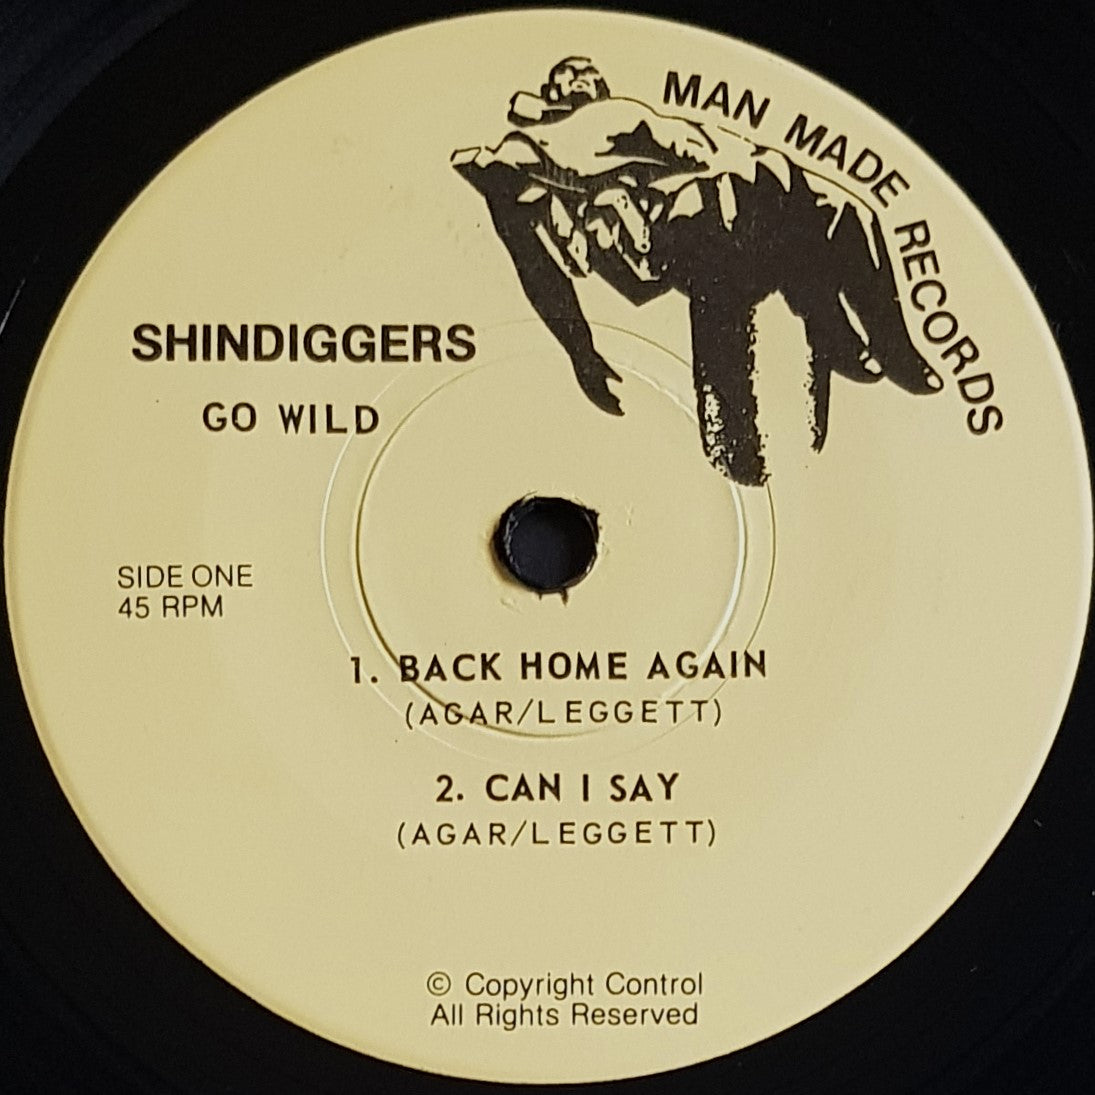 MAN MADE RECORDS
SHINDIGGERS
GO WILD
SIDE ONE
45 RPM
1. BACK HOME AGAIN
(AGAR/LEGGETT)
2. CAN I SAY
(AGAR/LEGGETT)
© Copyright Control
All Rights Reserved